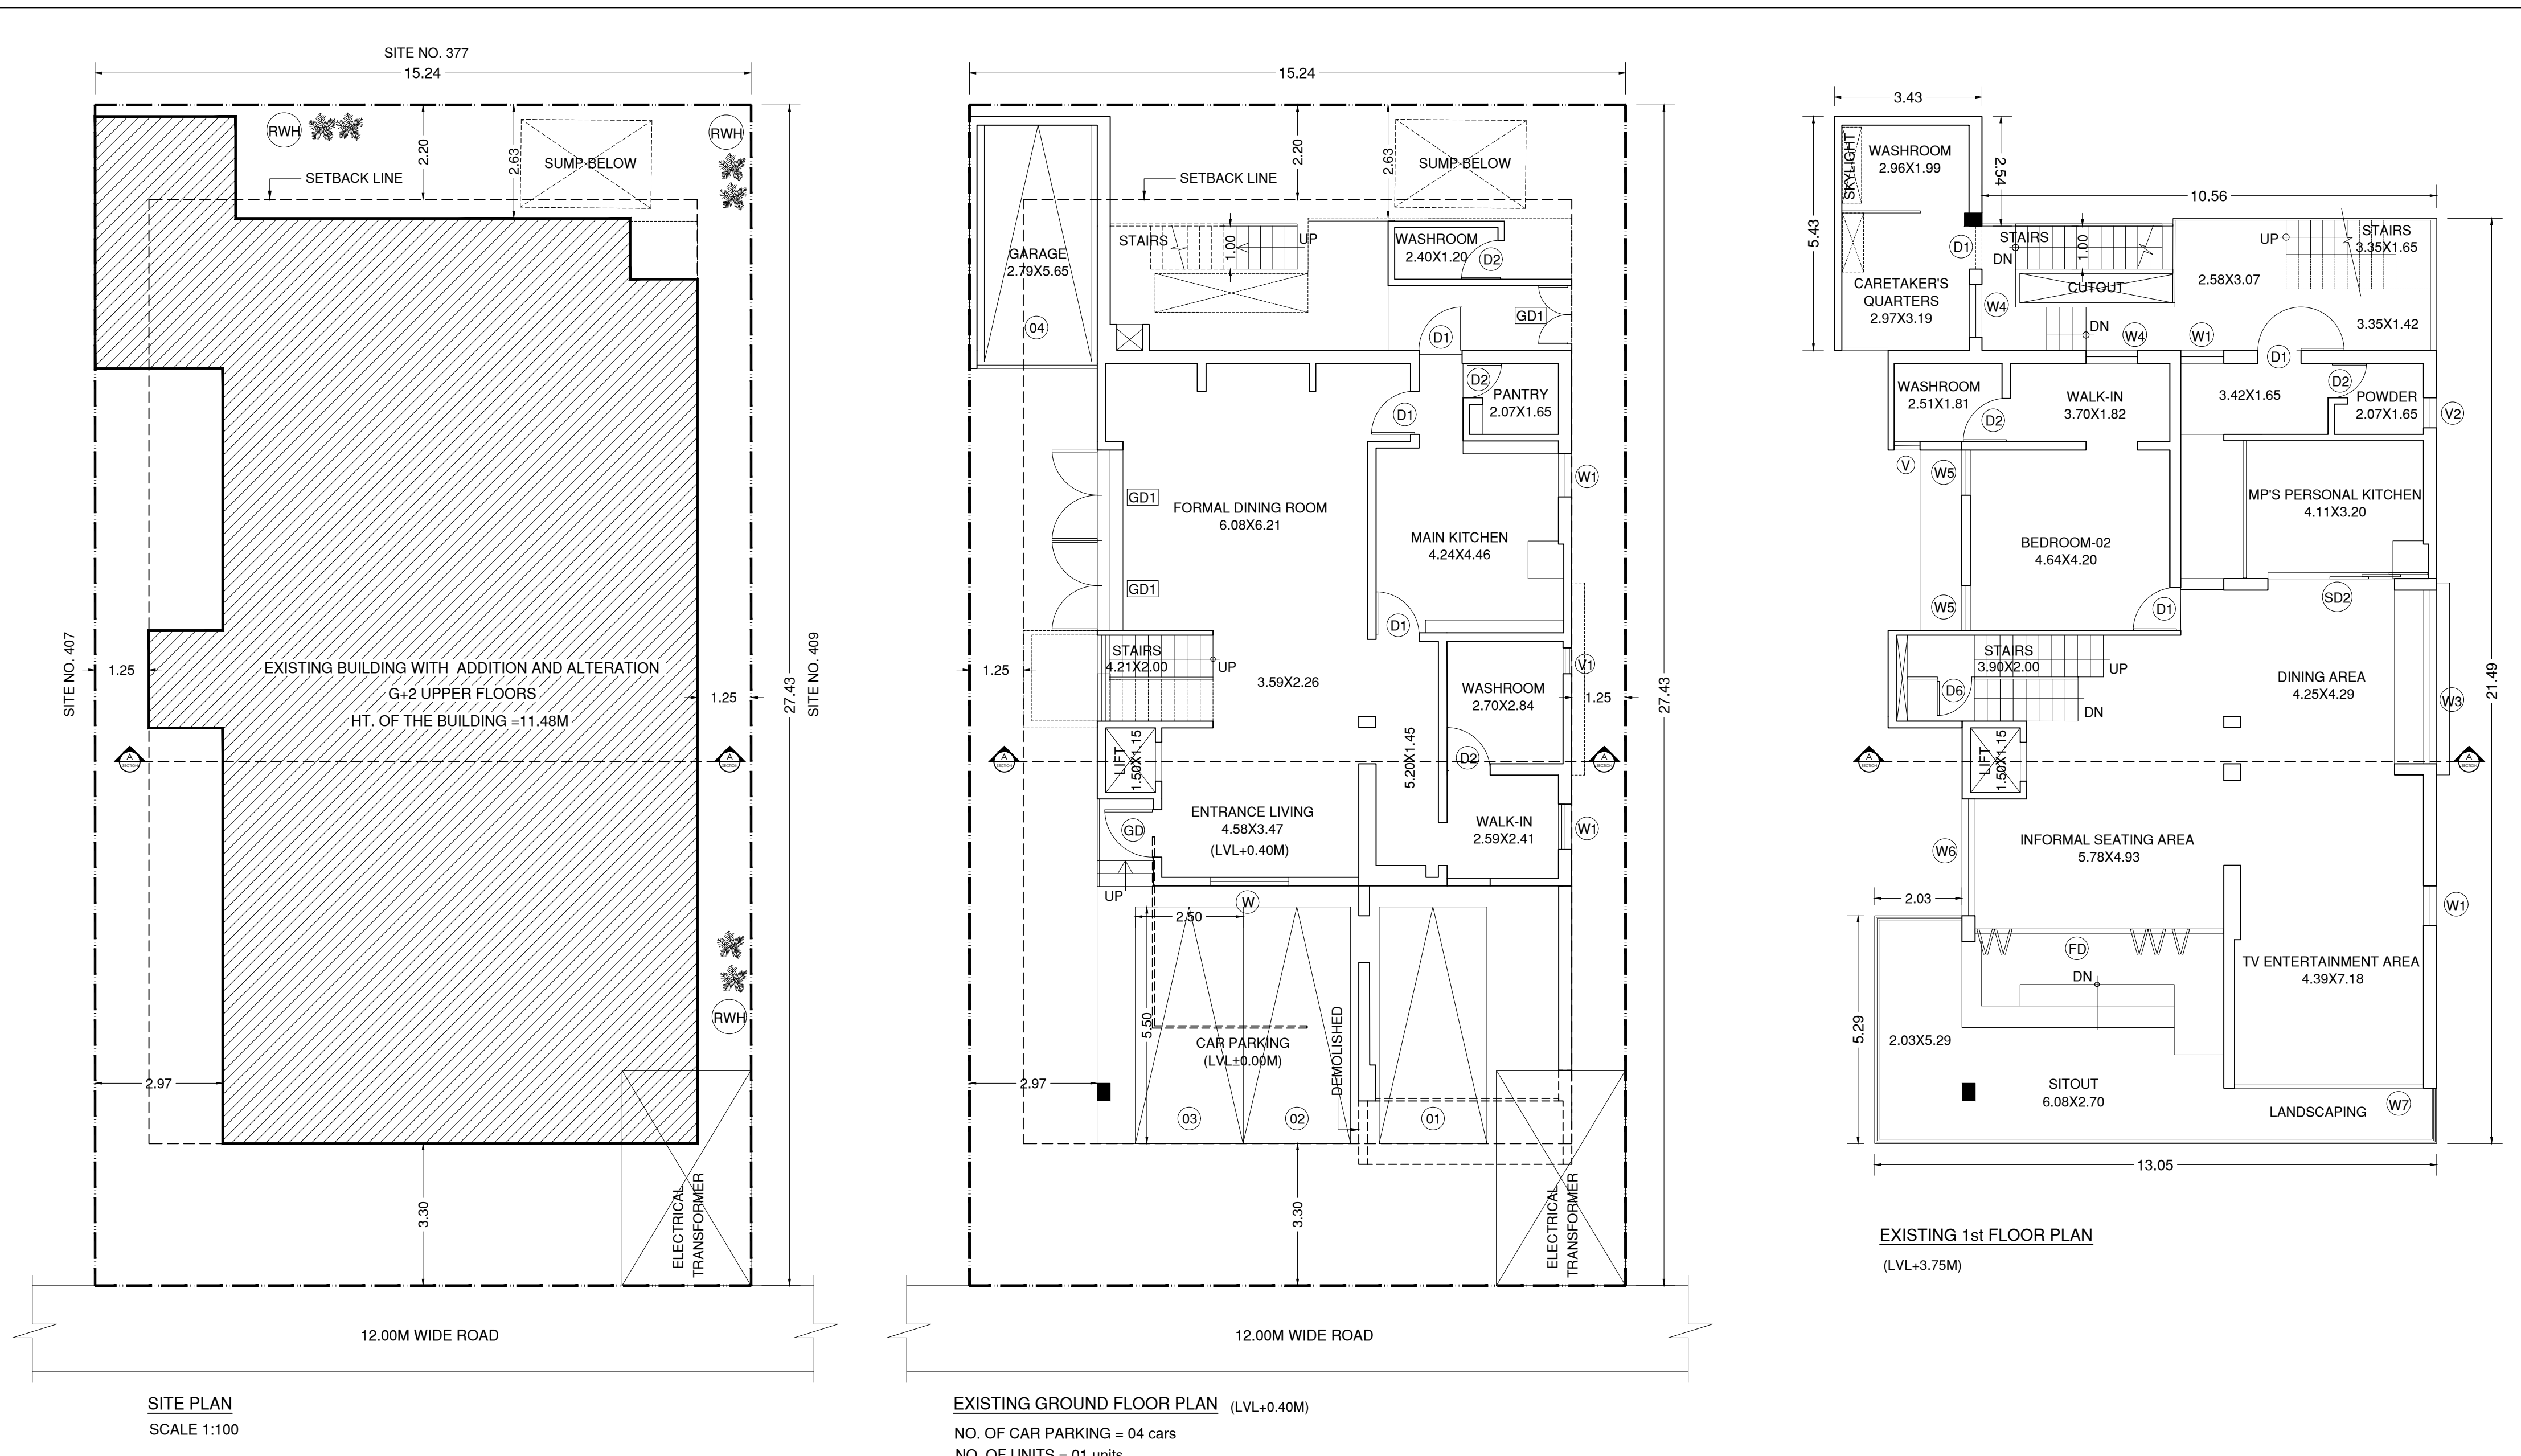 SITE NO. 377
15.24
RWH
RWH
2.20
2.63
SUMP-BELOW
SETBACK LINE
SITE NO. 407
1.25
EXISTING BUILDING WITH ADDITION AND ALTERATION
G+2 UPPER FLOORS
HT. OF THE BUILDING =11.48M
1.25
27.43
SITE NO. 409
A
SECTION
A
SECTION
RWH
2.97
3.30
ELECTRICAL
TRANSFORMER
12.00M WIDE ROAD
SITE PLAN
SCALE 1:100
15.24
2.20
2.63
SUMP-BELOW
SETBACK LINE
STAIRS
1.00
UP
WASHROOM
2.40X1.20
D2
GARAGE
2.79X5.65
04
GD1
D1
D2
PANTRY
2.07X1.65
D1
GD1
FORMAL DINING ROOM
6.08X6.21
W1
MAIN KITCHEN
4.24X4.46
GD1
D1
STAIRS
4.21X2.00
UP
1.25
3.59X2.26
V1
WASHROOM
2.70X2.84
1.25
27.43
A
SECTION
LIFT
1.50X1.15
5.20X1.45
D2
A
SECTION
ENTRANCE LIVING
4.58X3.47
(LVL+0.40M)
GD
WALK-IN
2.59X2.41
W1
UP
W
2.50
5.50
CAR PARKING
(LVL±0.00M)
DEMOLISHED
2.97
03
02
01
3.30
ELECTRICAL
TRANSFORMER
12.00M WIDE ROAD
EXISTING GROUND FLOOR PLAN (LVL+0.40M)
NO. OF CAR PARKING = 04 cars
NO. OF UNITS = 01 units
3.43
SKYLIGHT
WASHROOM
2.96X1.99
2.54
10.56
5.43
D1
STAIRS
1.00
DN
UP
STAIRS
3.35X1.65
CARETAKER'S
QUARTERS
2.97X3.19
W4
CUTOUT
2.58X3.07
DN
W4
W1
3.35X1.42
D1
WASHROOM
2.51X1.81
D2
WALK-IN
3.70X1.82
3.42X1.65
D2
POWDER
2.07X1.65
V2
V
W5
MP'S PERSONAL KITCHEN
4.11X3.20
BEDROOM-02
4.64X4.20
W5
D1
SD2
STAIRS
3.90X2.00
UP
D6
DN
DINING AREA
4.25X4.29
W3
21.49
A
SECTION
LIFT
1.50X1.15
A
SECTION
INFORMAL SEATING AREA
5.78X4.93
W6
2.03
W1
FD
DN
TV ENTERTAINMENT AREA
4.39X7.18
5.29
2.03X5.29
SITOUT
6.08X2.70
LANDSCAPING
W7
13.05
EXISTING 1st FLOOR PLAN
(LVL+3.75M)